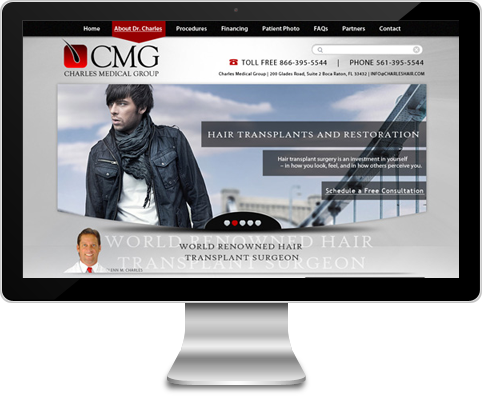 Home About Dr. Charles Procedures Financing Patient Photo FAQs Partners Contact
CMG
CHARLES MEDICAL GROUP
TOLL FREE 866-395-5544 | PHONE 561-395-5544
Charles Medical Group | 200 Glades Road, Suite 2 Boca Raton, FL 33432 | INFO@CHARLESHAIR.COM
HAIR TRANSPLANTS AND RESTORATION
Hair transplant surgery is an investment in yourself
– in how you look, feel, and in how others perceive you.
Schedule a Free Consultation
WORLD RENOWNED HAIR
TRANSPLANT SURGEON
WORLD RENOWNED HAIR
TRANSPLANT SURGEON
M. CHARLES